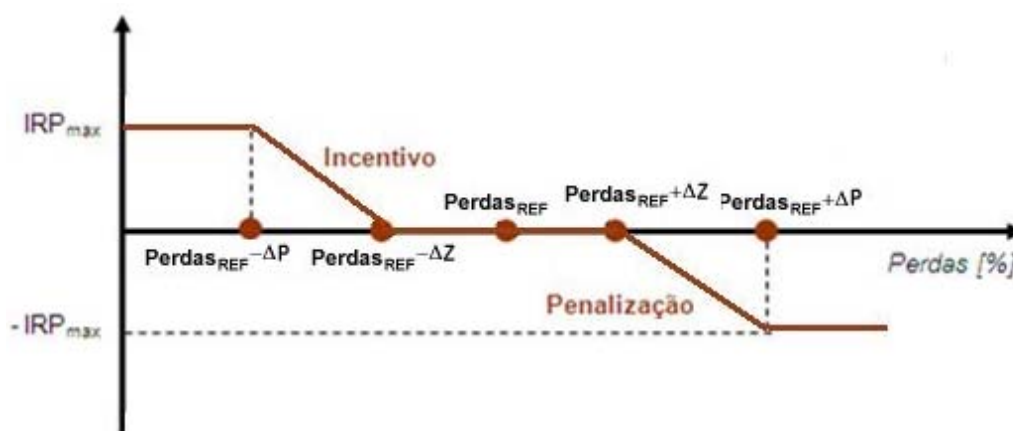 IRPmax
Incentivo
PerdasREF
PerdasREF+ΔZ
PerdasREF+ΔP
PerdasREF-ΔP
PerdasREF-ΔZ
Perdas [%]
Penalização
- IRPmax